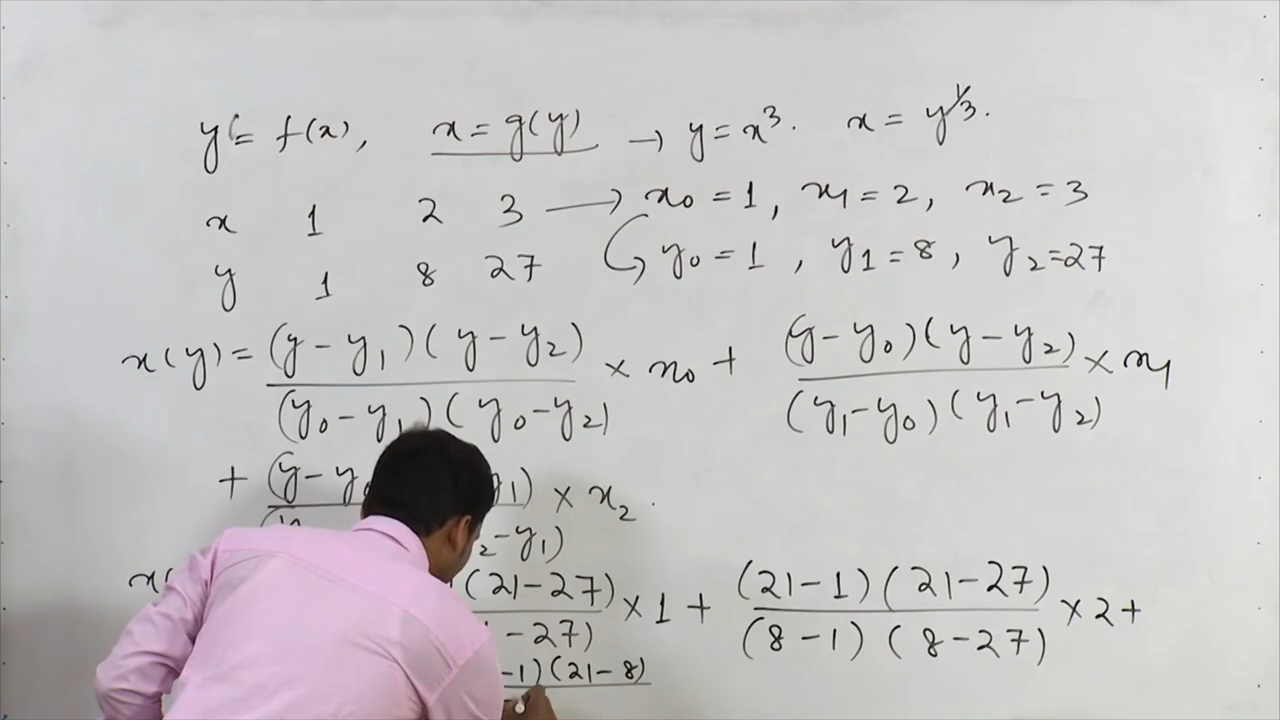 y = f(x), x = g(y) → y = x³. x = y^1/3.
x 1 2 3 → x₀ = 1, x₁ = 2, x₂ = 3
y 1 8 27 y₀ = 1, y₁ = 8, y₂ = 27
x(y) = (y - y₁)(y - y₂) / (y₀ - y₁)(y₀ - y₂) × x₀ + (y - y₀)(y - y₂) / (y₁ - y₀)(y₁ - y₂) × x₁
+ (y - y₀ y₁) / ₂ - y₁) × x₂.
x( (21 - 27) / - 27) × 1 + (21 - 1)(21 - 27) / (8 - 1)(8 - 27) × 2 +
- 1)(21 - 8)